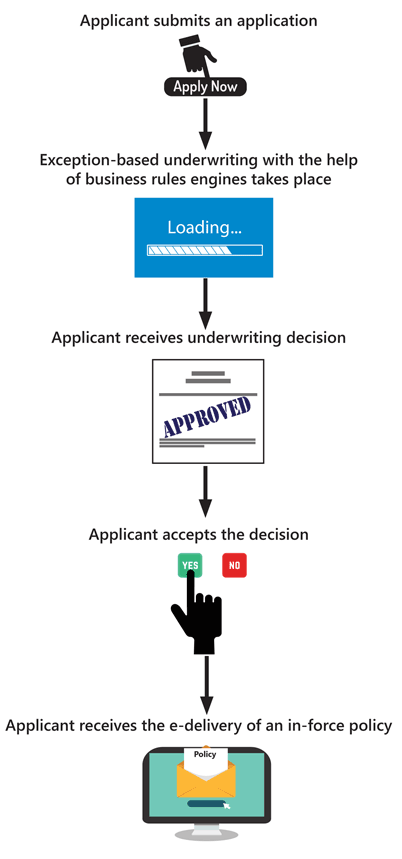 Applicant submits an application
Apply Now
Exception-based underwriting with the help
of business rules engines takes place
Loading...
Applicant receives underwriting decision
APPROVED
Applicant accepts the decision
YES NO
Applicant receives the e-delivery of an in-force policy
Policy